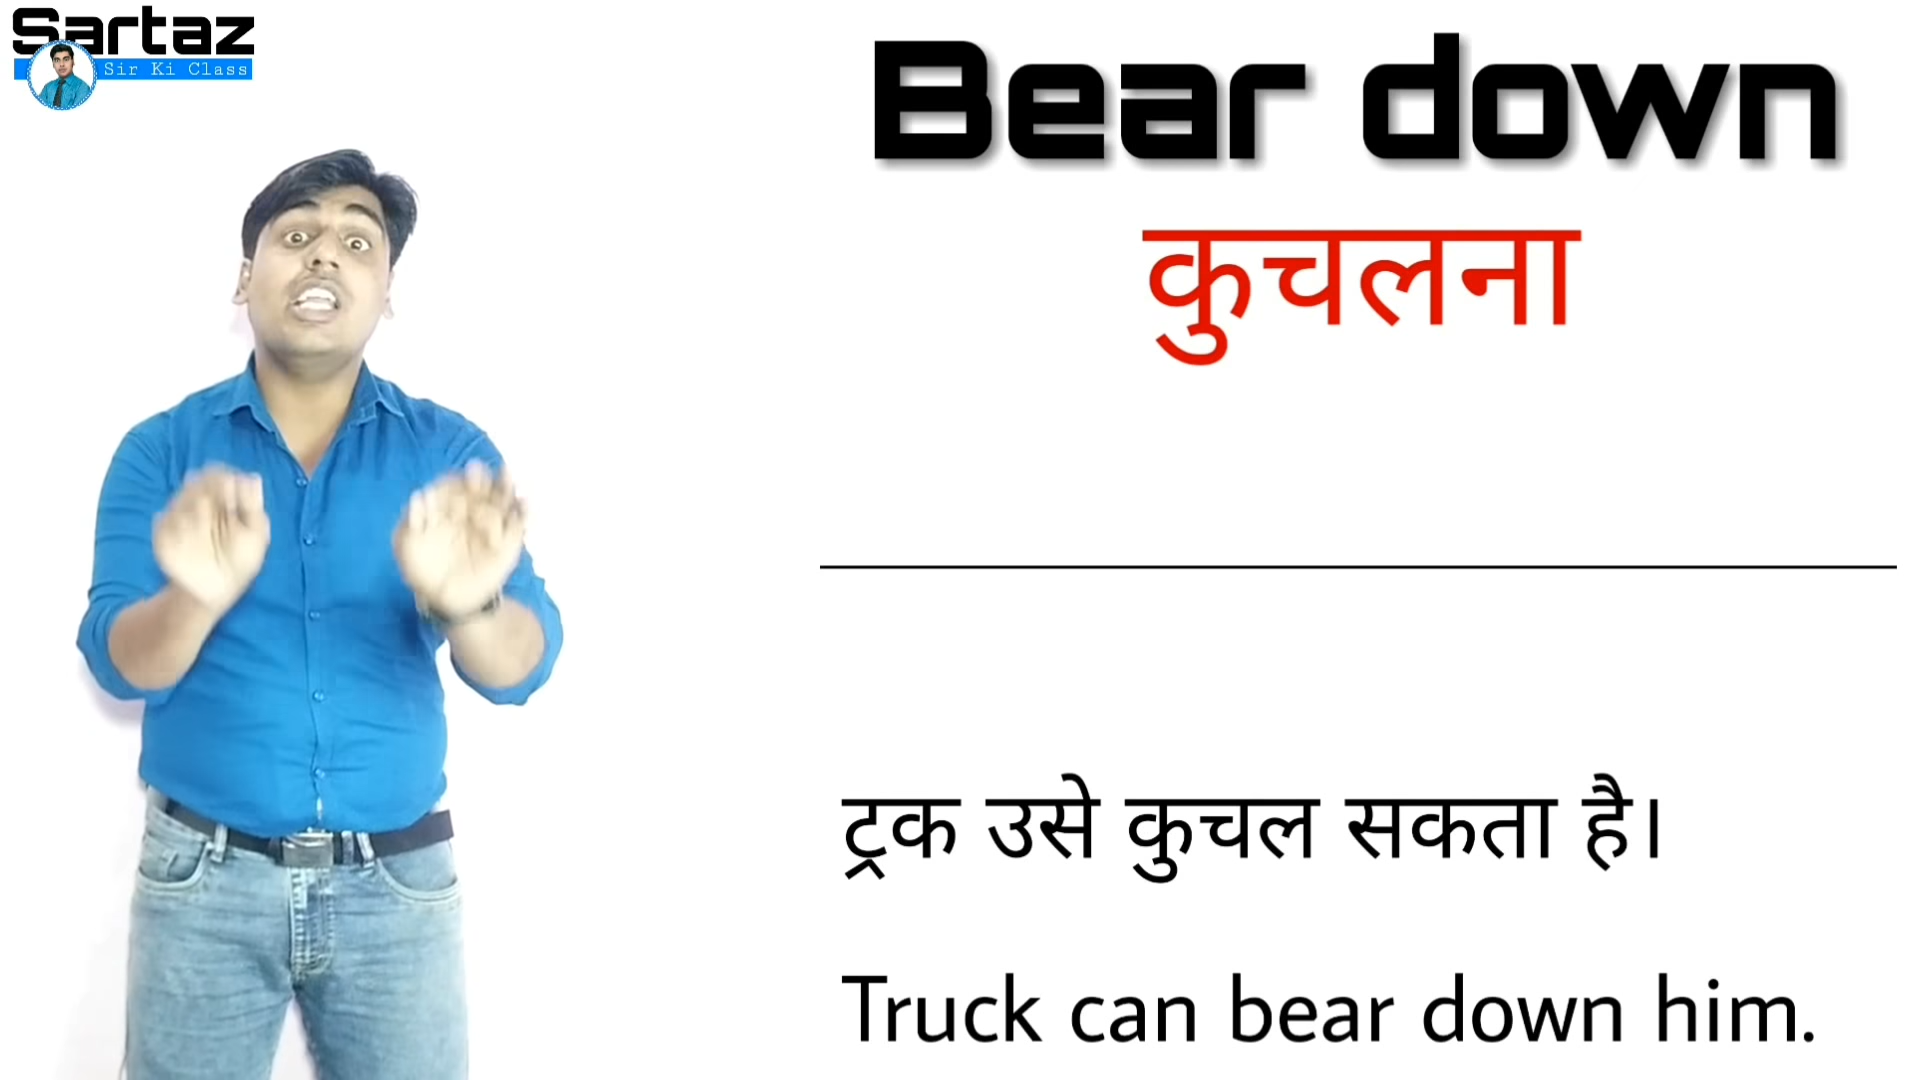 Sartaz
Sir Ki Class
Bear down
कुचलना
ट्रक उसे कुचल सकता है।
Truck can bear down him.